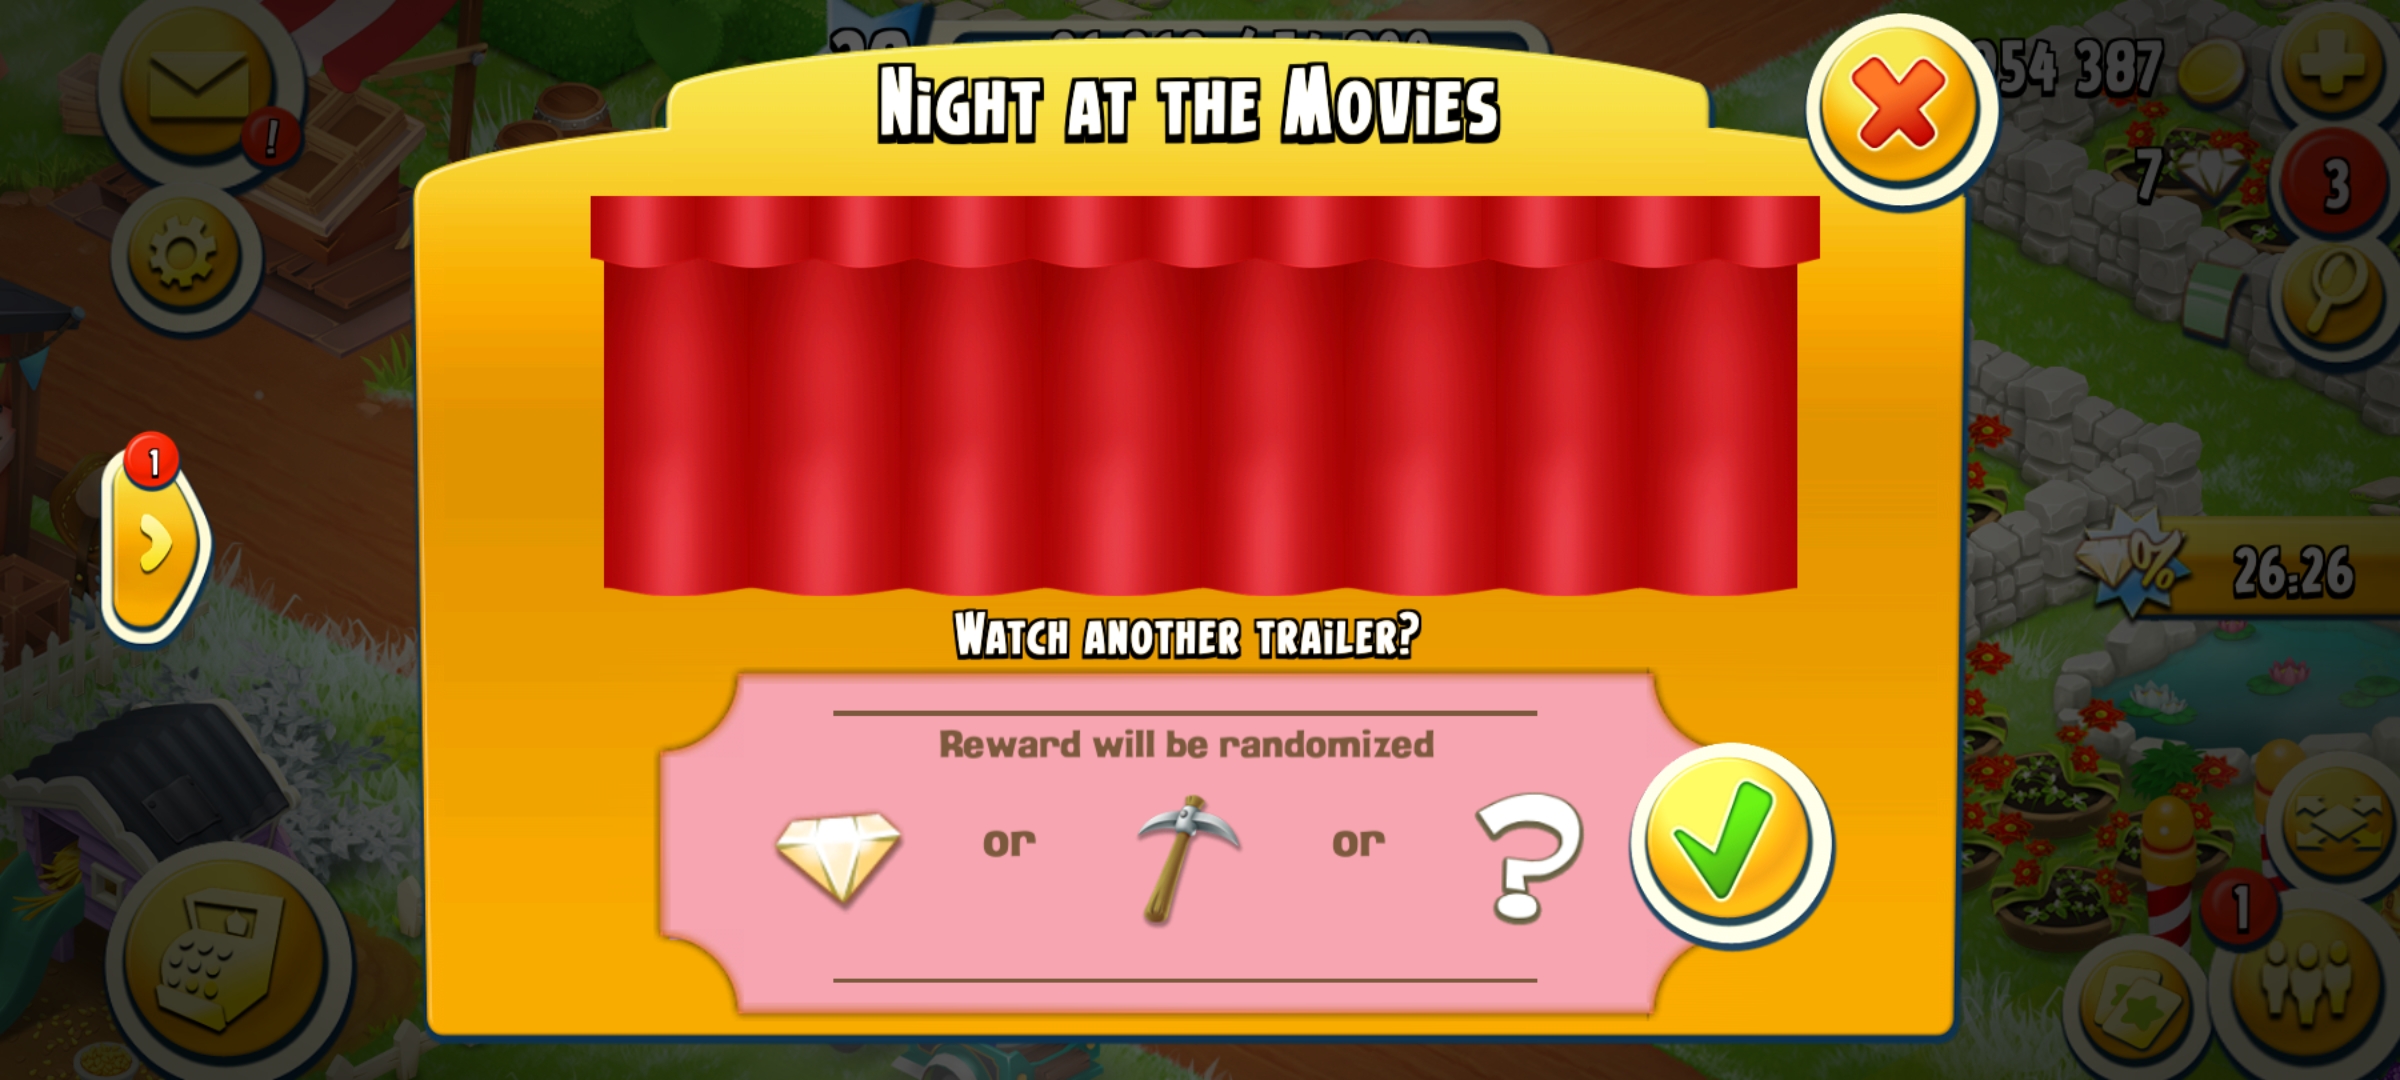 Night at the Movies
954 387
!
7
3
1
26:26
Watch another trailer?
Reward will be randomized
or
or
?
1